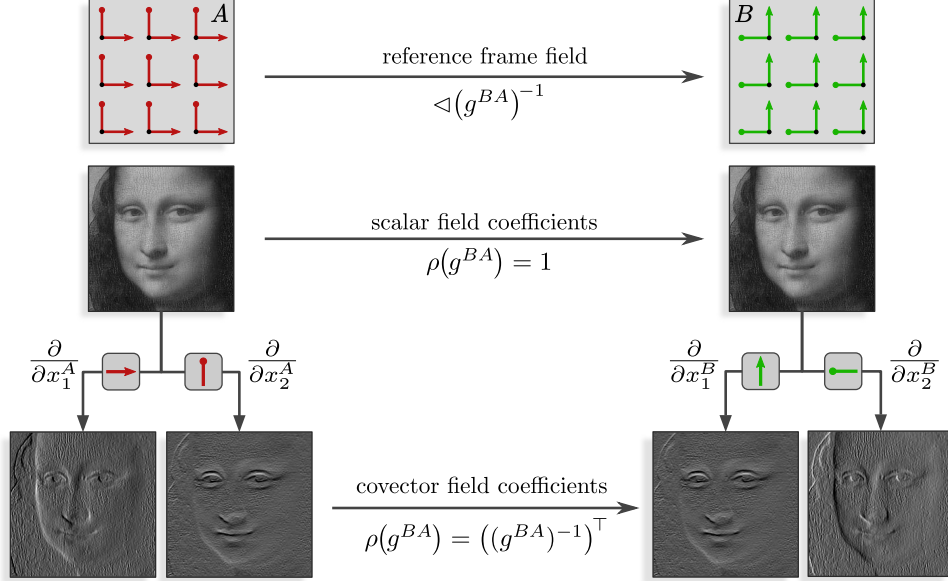 A
B
reference frame field
◁(g^{BA})^{-1}
scalar field coefficients
ρ(g^{BA}) = 1
∂/∂x_1^A
∂/∂x_2^A
∂/∂x_1^B
∂/∂x_2^B
covector field coefficients
ρ(g^{BA}) = ((g^{BA})^{-1})^⊤